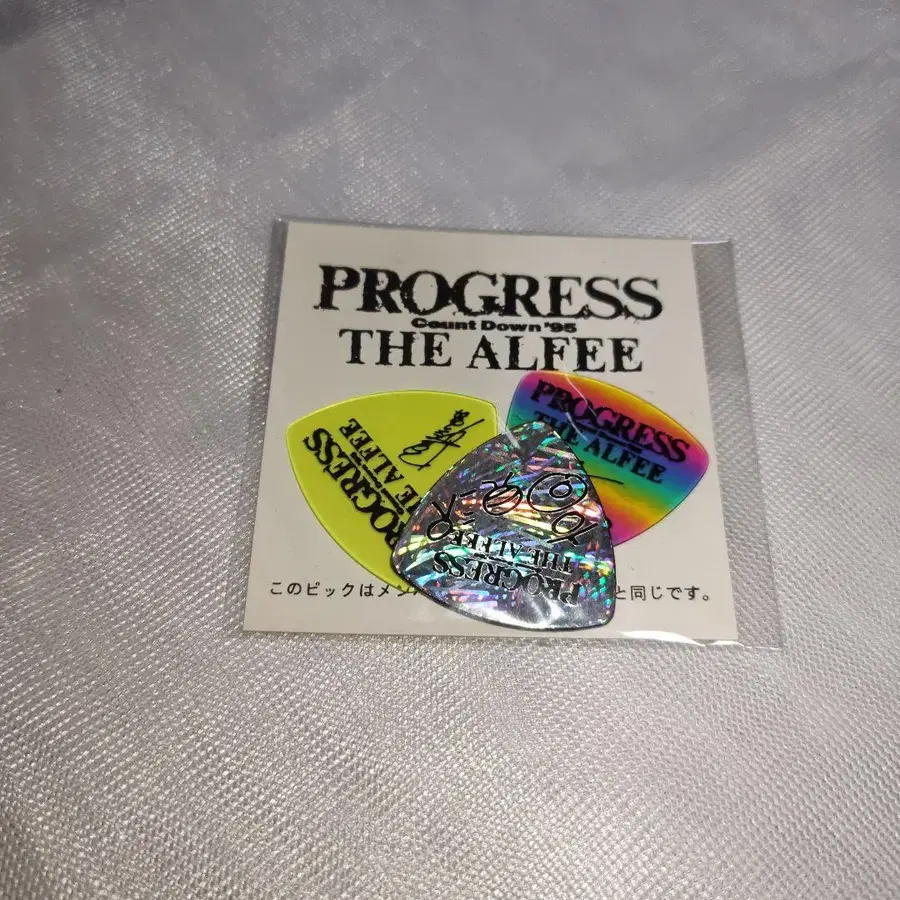 PROGRESS
Count Down '95
THE ALFEE
PROGRESS
THE ALFEE
PROGRESS
THE ALFEE
PROGRESS
THE ALFEE
このピックはメン
と同じです。